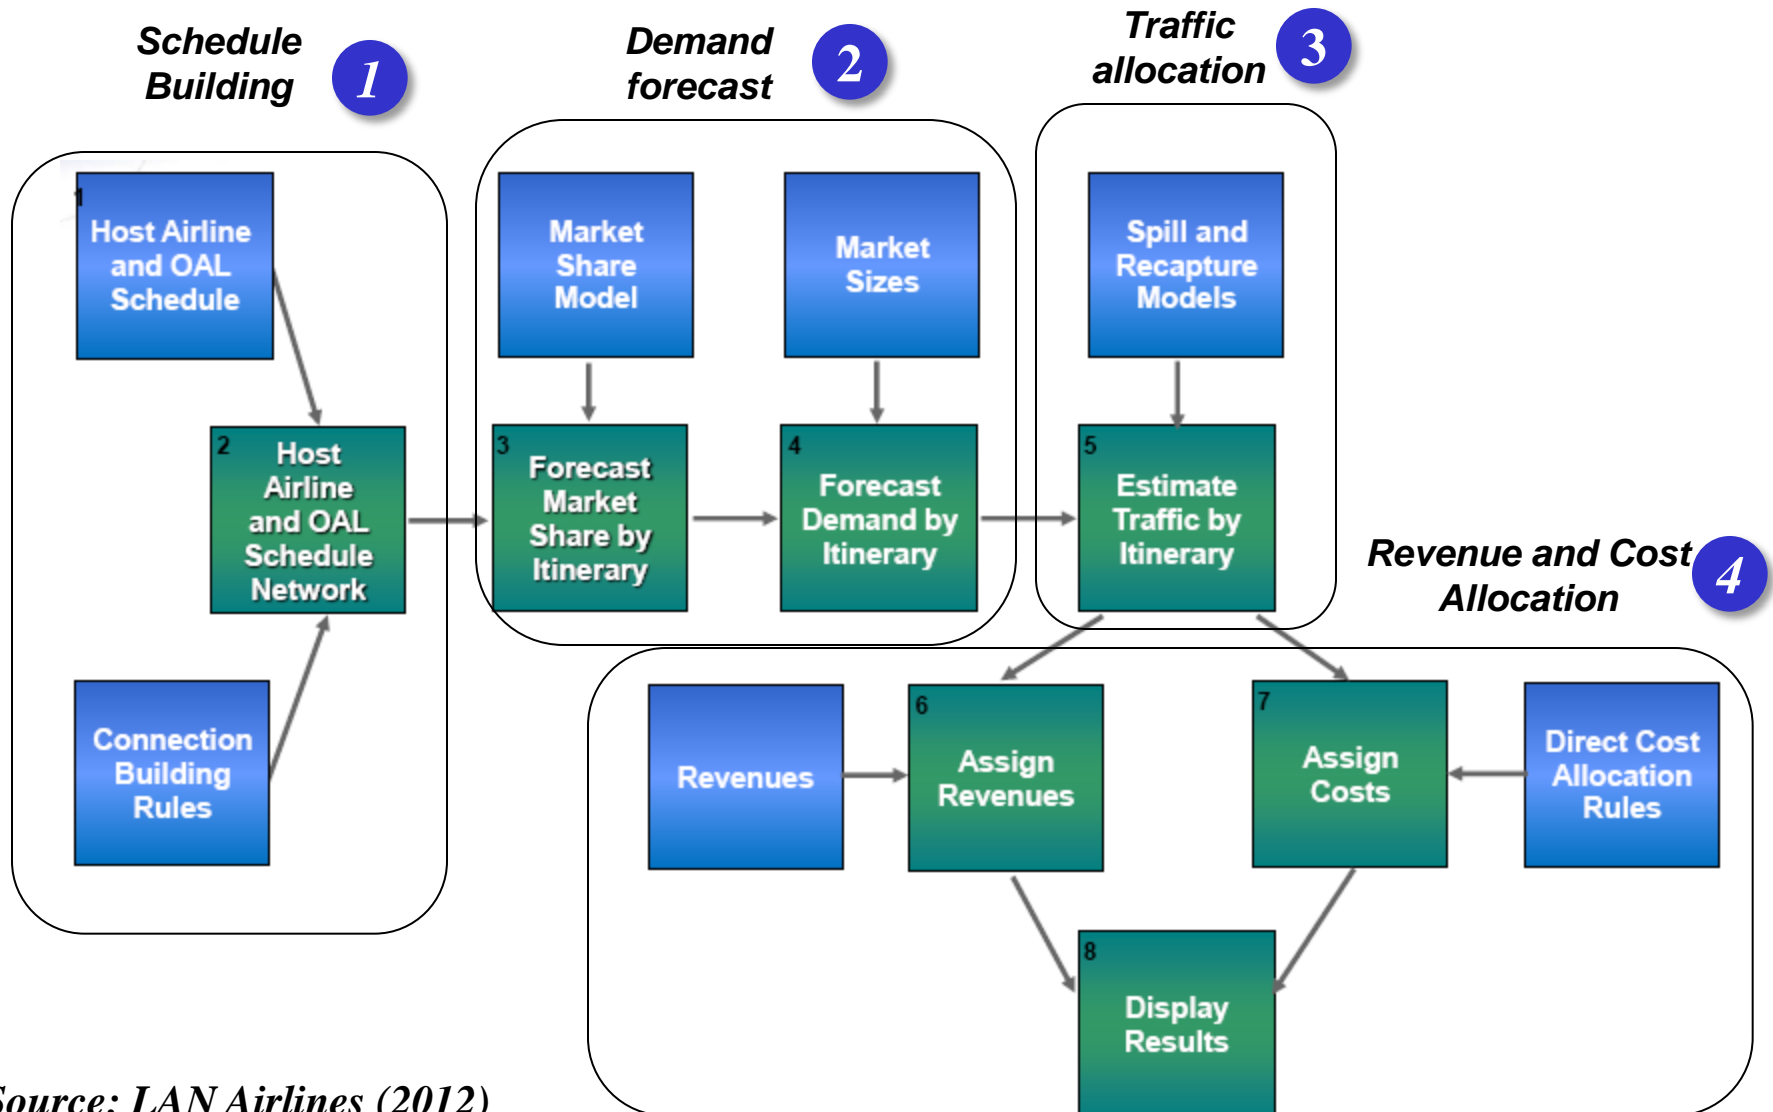 Schedule
Building
1
Demand
forecast
2
Traffic
allocation
3
1
Host Airline
and OAL
Schedule
Market
Share
Model
Market
Sizes
Spill and
Recapture
Models
2
Host
Airline
and OAL
Schedule
Network
3
Forecast
Market
Share by
Itinerary
4
Forecast
Demand by
Itinerary
5
Estimate
Traffic by
Itinerary
Revenue and Cost
Allocation
4
Connection
Building
Rules
Revenues
6
Assign
Revenues
7
Assign
Costs
Direct Cost
Allocation
Rules
8
Display
Results
Source: LAN Airlines (2012)